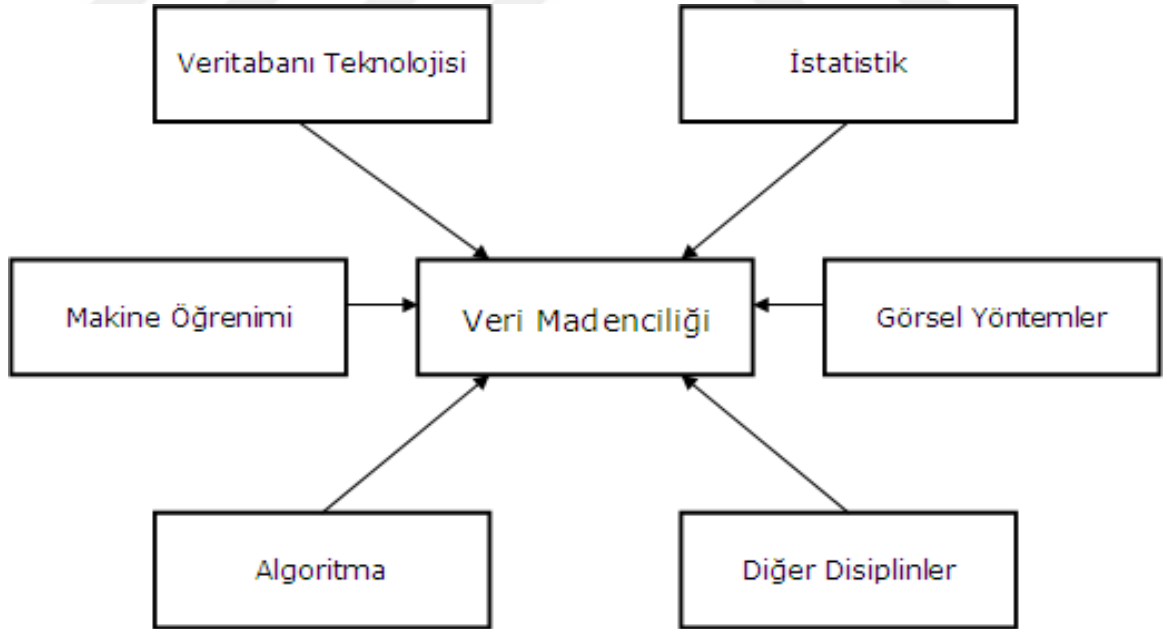 Veritabanı Teknolojisi
İstatistik
Makine Öğrenimi
Veri Madenciliği
Görsel Yöntemler
Algoritma
Diğer Disiplinler